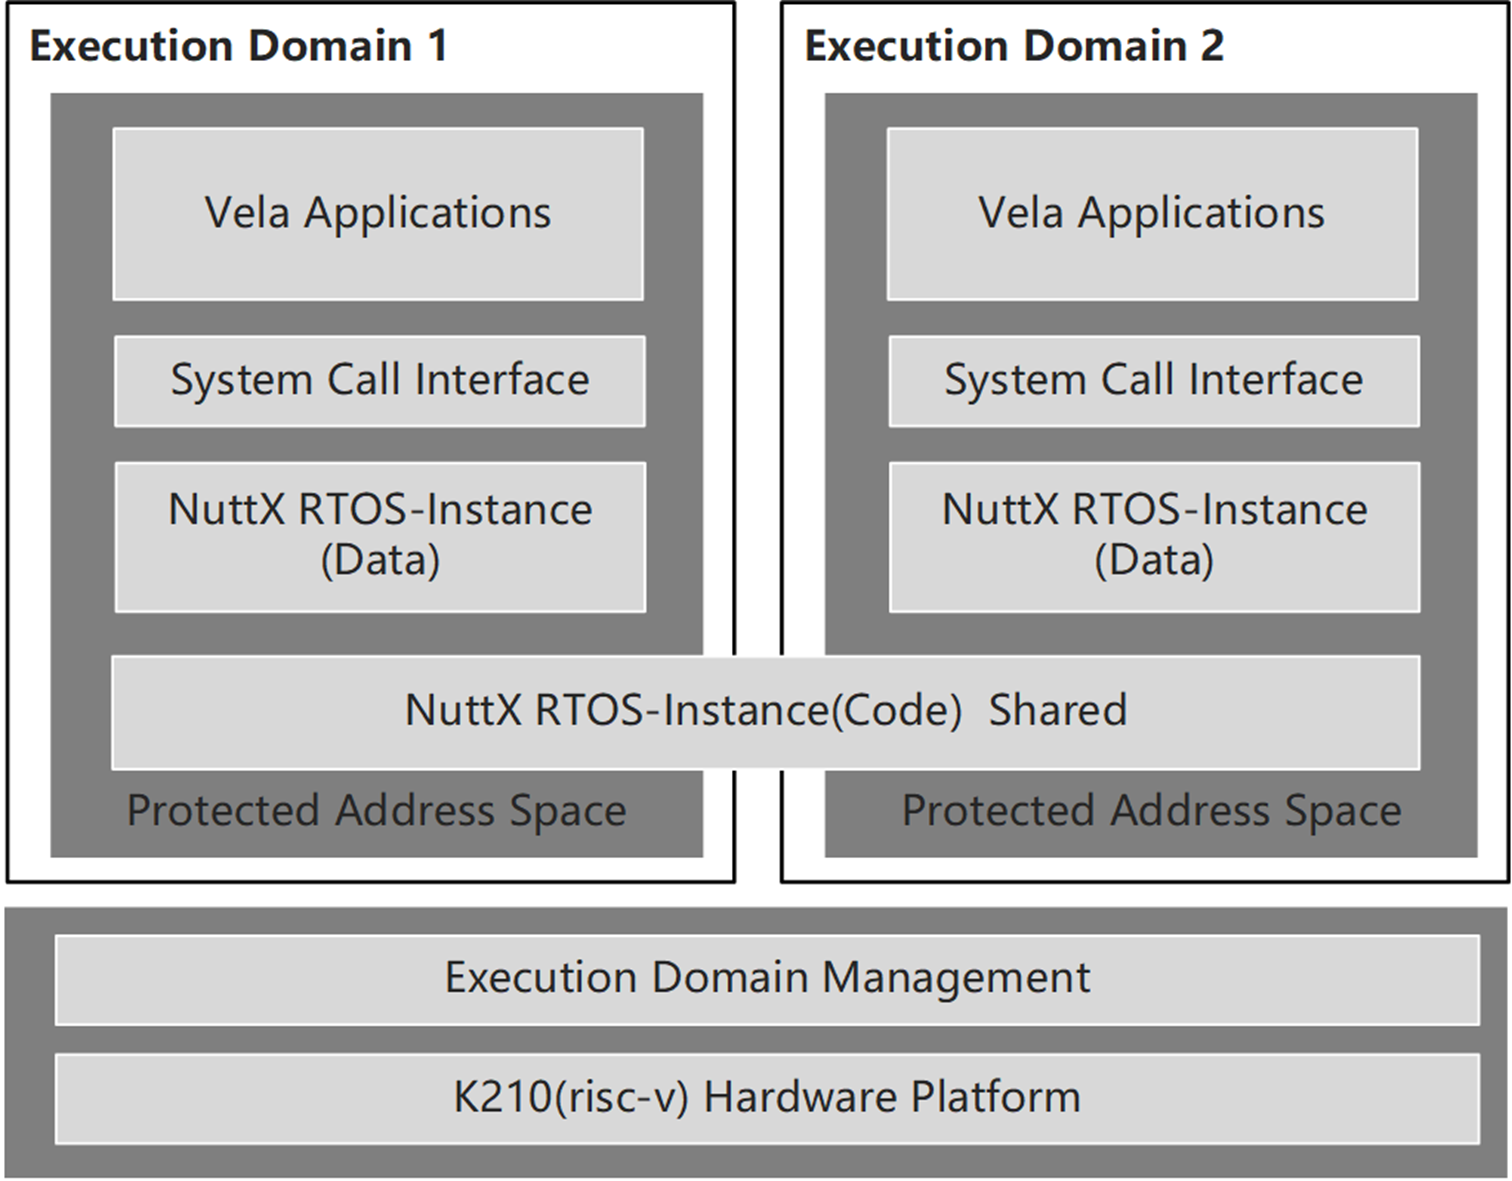 Execution Domain 1
Vela Applications
System Call Interface
NuttX RTOS-Instance
(Data)
Execution Domain 2
Vela Applications
System Call Interface
NuttX RTOS-Instance
(Data)
NuttX RTOS-Instance(Code)  Shared
Protected Address Space
Protected Address Space
Execution Domain Management
K210(risc-v) Hardware Platform